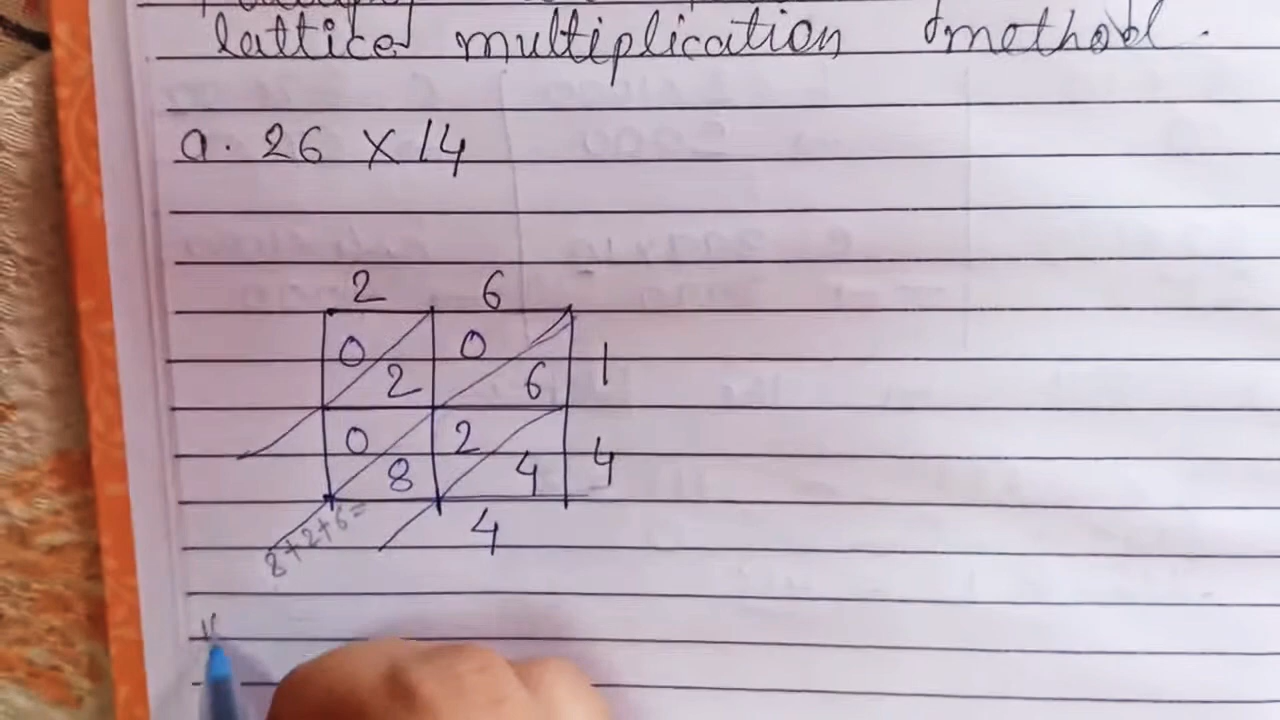 lattice multiplication method.
a. 26 × 14
2 6
0 0
2 6 1
0 2
8 4 4
4
8+2+6=